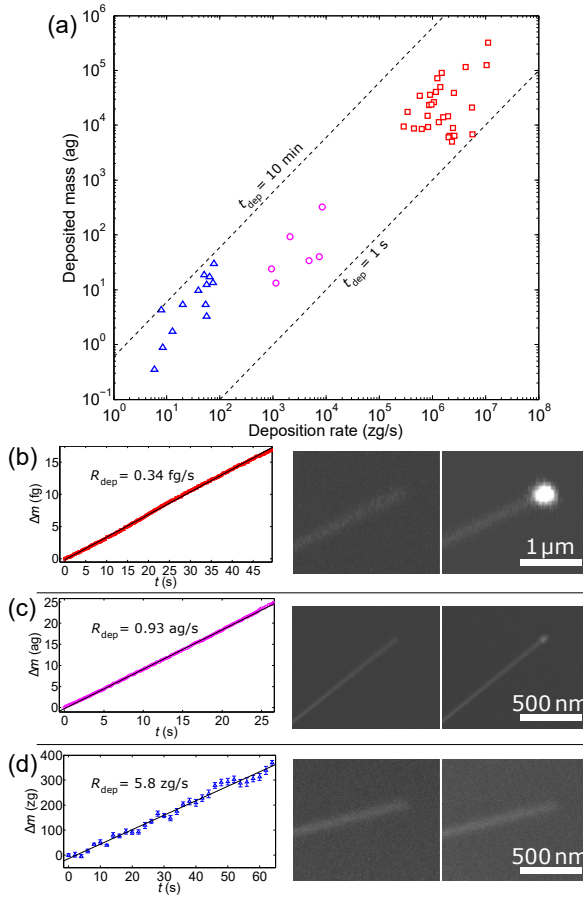 (a)
10^6
10^5
10^4
10^3
10^2
10^1
10^0
10^-1
Deposited mass (ag)
t_dep = 10 min
t_dep = 1 s
10^0 10^1 10^2 10^3 10^4 10^5 10^6 10^7 10^8
Deposition rate (zg/s)
(b)
15
10
5
0
Δm (fg)
R_dep = 0.34 fg/s
0 5 10 15 20 25 30 35 40 45
t (s)
1 µm
(c)
25
20
15
10
5
0
Δm (ag)
R_dep = 0.93 ag/s
0 5 10 15 20 25
t (s)
500 nm
(d)
400
300
200
100
0
Δm (zg)
R_dep = 5.8 zg/s
0 10 20 30 40 50 60
t (s)
500 nm